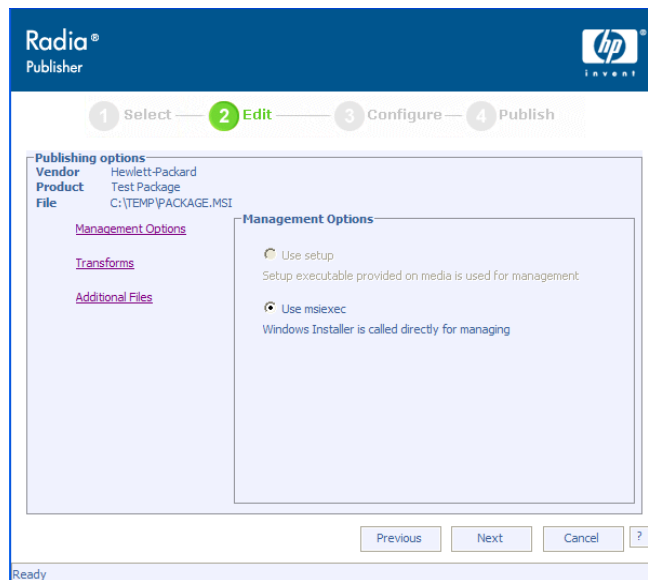 Radia ®
Publisher
hp ®
invent
1 Select 2 Edit 3 Configure 4 Publish
Publishing options
Vendor Hewlett-Packard
Product Test Package
File C:\TEMP\PACKAGE.MSI
Management Options
Transforms
Additional Files
Management Options
Use setup
Setup executable provided on media is used for management
Use msiexec
Windows Installer is called directly for managing
Previous Next Cancel ?
Ready